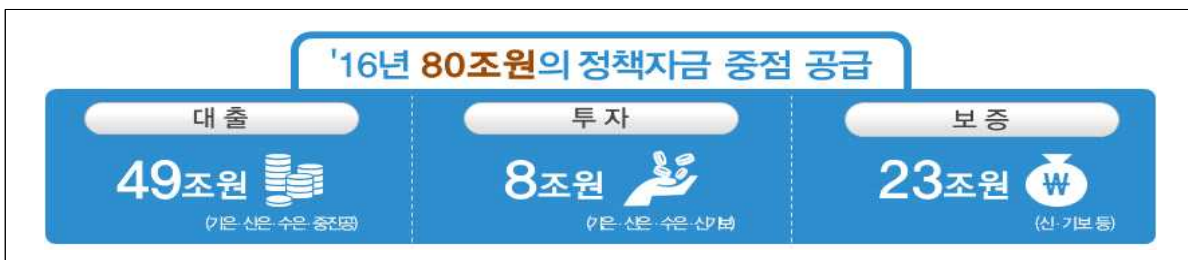 '16년 80조원의 정책자금 중점 공급
대 출
49조원
(기은·산은·수은·중진공)
투 자
8조원
(기은·산은·수은·신기보)
보 증
23조원
₩
(신·기보 등)